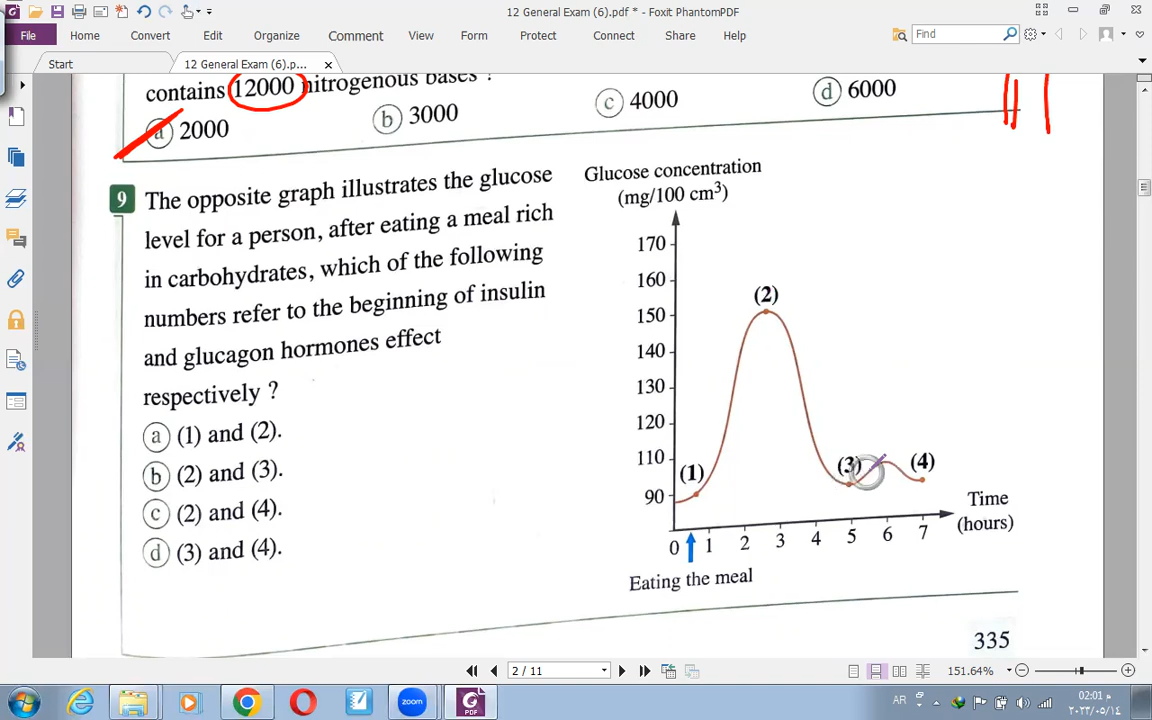 12 General Exam (6).pdf * - Foxit PhantomPDF
File Home Convert Edit Organize Comment View Form Protect Connect Share Find
Start 12 General Exam (6).p...
contains 12000 nitrogenous bases ?
a 2000 b 3000 c 4000 d 6000
9 The opposite graph illustrates the glucose
level for a person, after eating a meal rich
in carbohydrates, which of the following
numbers refer to the beginning of insulin
and glucagon hormones effect
respectively ?
a (1) and (2).
b (2) and (3).
c (2) and (4).
d (3) and (4).
Glucose concentration
(mg/100 cm³)
170
160
150
140
130
120
110
90
(1)
(2)
(3)
(4)
0 1 2 3 4 5 6 7
Time
(hours)
Eating the meal
335
2 / 11
151.64%
zoom
PDF
AR
02:01 م
٢٠٢٣/٠٥/١٤